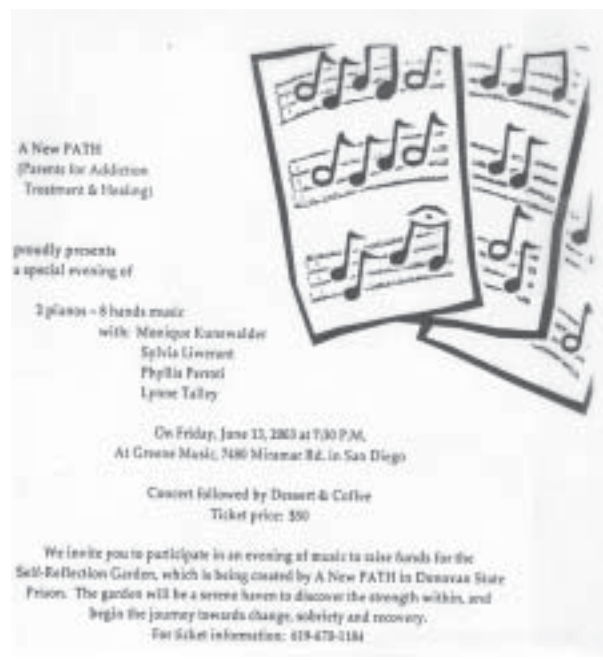 A New PATH
(Parents for Addiction
Treatment & Healing)
proudly presents
a special evening of
2 pianos – 8 hands music
with: Monique
Sylvia
Phyllis
Lynne Talley
On Friday, June 13, 2003 at 7:30 P.M.
At Greene Music, 7480 Miramar Rd. in San Diego
Concert followed by Dessert & Coffee
Ticket price: $50
We invite you to participate in an evening of music to raise funds for the
Self-Reflection Garden, which is being created by A New PATH in Donovan State
Prison. The garden will be a serene haven to discover the strength within, and
begin the journey towards change, sobriety and recovery.
For ticket information: 619-670-1184